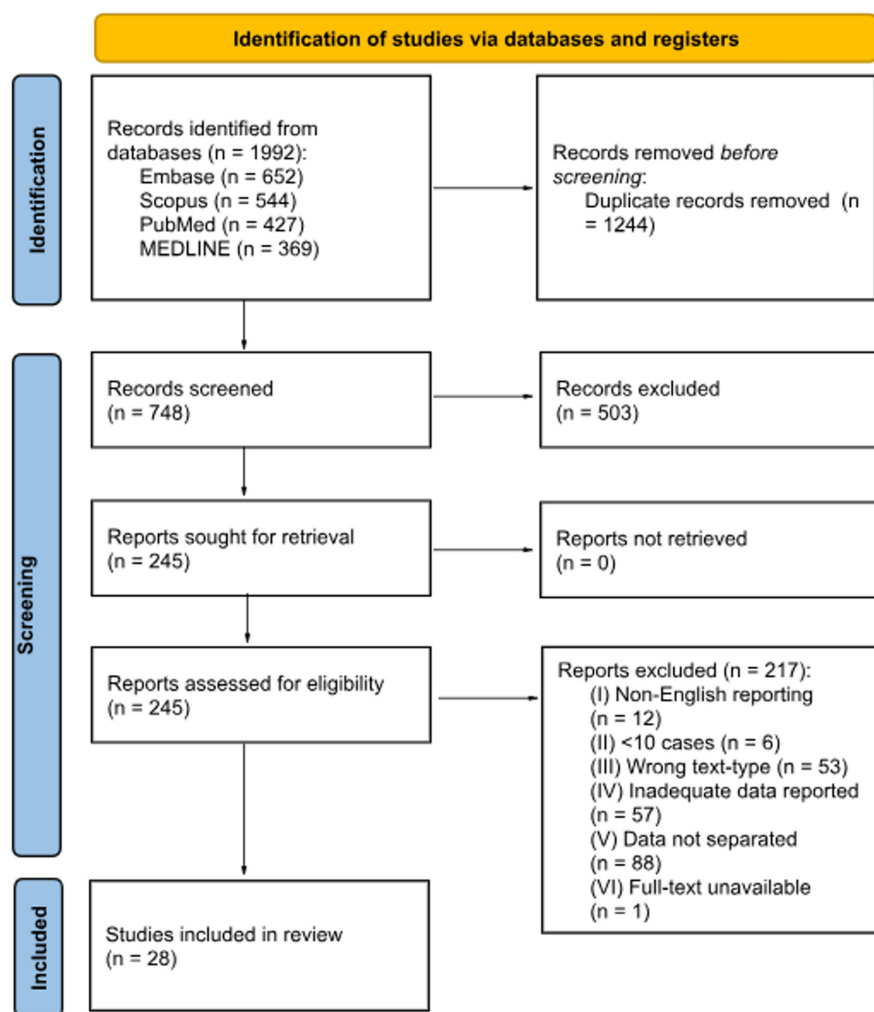 Identification of studies via databases and registers
Identification
Records identified from
databases (n = 1992):
Embase (n = 652)
Scopus (n = 544)
PubMed (n = 427)
MEDLINE (n = 369)
Records removed before
screening:
Duplicate records removed (n
= 1244)
Screening
Records screened
(n = 748)
Records excluded
(n = 503)
Reports sought for retrieval
(n = 245)
Reports not retrieved
(n = 0)
Reports assessed for eligibility
(n = 245)
Reports excluded (n = 217):
(I) Non-English reporting
(n = 12)
(II) <10 cases (n = 6)
(III) Wrong text-type (n = 53)
(IV) Inadequate data reported
(n = 57)
(V) Data not separated
(n = 88)
(VI) Full-text unavailable
(n = 1)
Included
Studies included in review
(n = 28)